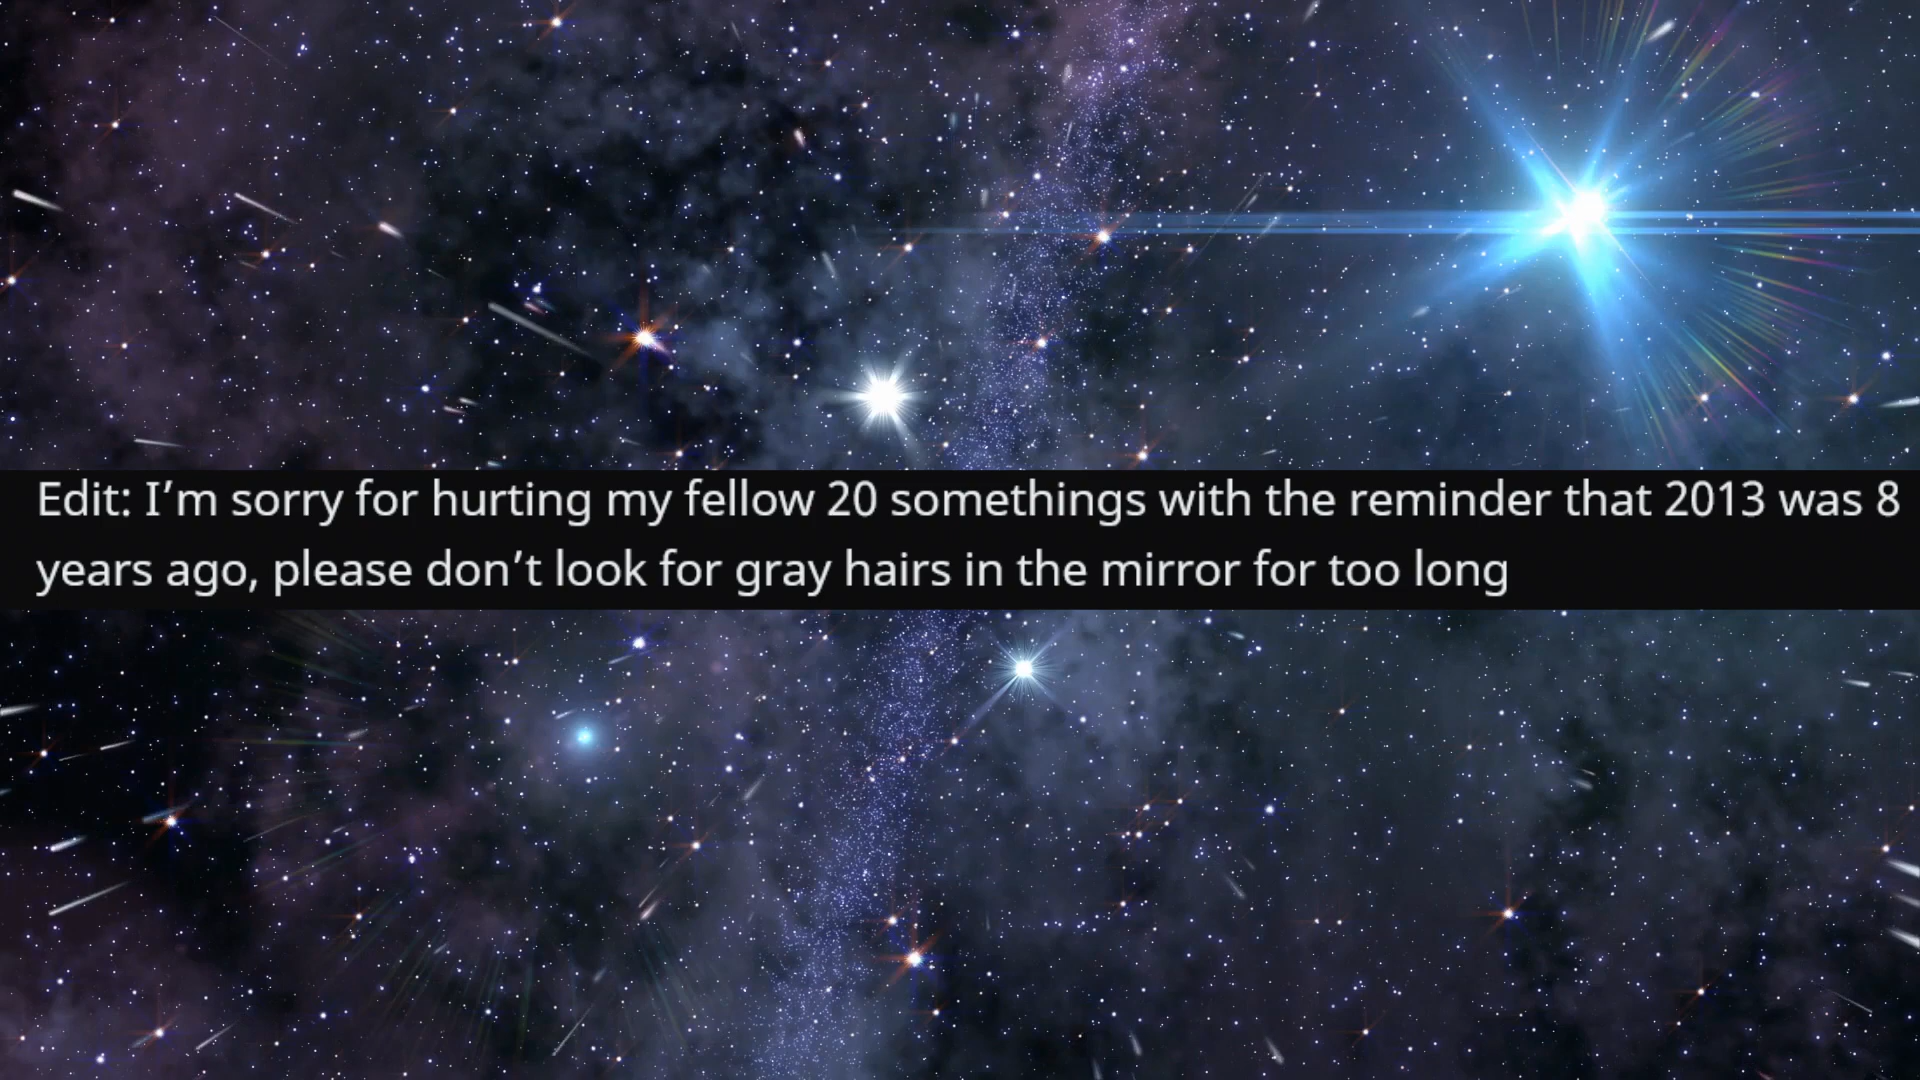 Edit: I’m sorry for hurting my fellow 20 somethings with the reminder that 2013 was 8
years ago, please don’t look for gray hairs in the mirror for too long